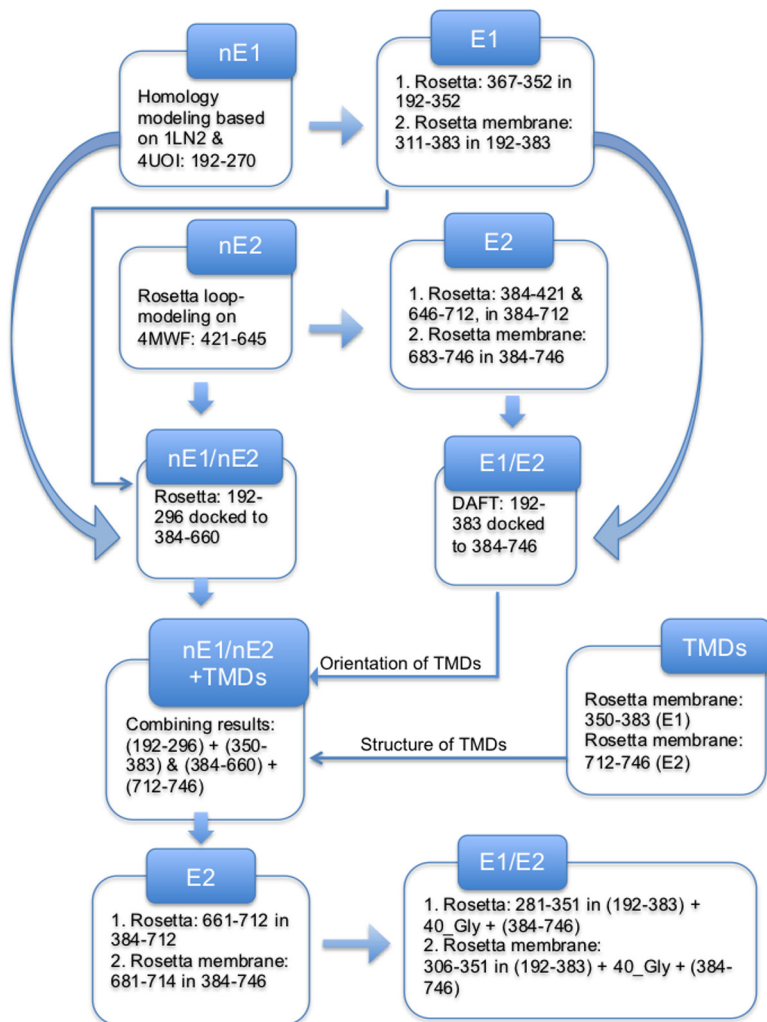 nE1
Homology
modeling based
on 1LN2 &
4UOI: 192-270
E1
1. Rosetta: 367-352 in
192-352
2. Rosetta membrane:
311-383 in 192-383
nE2
Rosetta loop-
modeling on
4MWF: 421-645
E2
1. Rosetta: 384-421 &
646-712, in 384-712
2. Rosetta membrane:
683-746 in 384-746
nE1/nE2
Rosetta: 192-
296 docked to
384-660
E1/E2
DAFT: 192-
383 docked
to 384-746
nE1/nE2
+TMDs
Combining results:
(192-296) + (350-
383) & (384-660) +
(712-746)
Orientation of TMDs
Structure of TMDs
TMDs
Rosetta membrane:
350-383 (E1)
Rosetta membrane:
712-746 (E2)
E2
1. Rosetta: 661-712 in
384-712
2. Rosetta membrane:
681-714 in 384-746
E1/E2
1. Rosetta: 281-351 in (192-383) +
40_Gly + (384-746)
2. Rosetta membrane:
306-351 in (192-383) + 40_Gly + (384-
746)